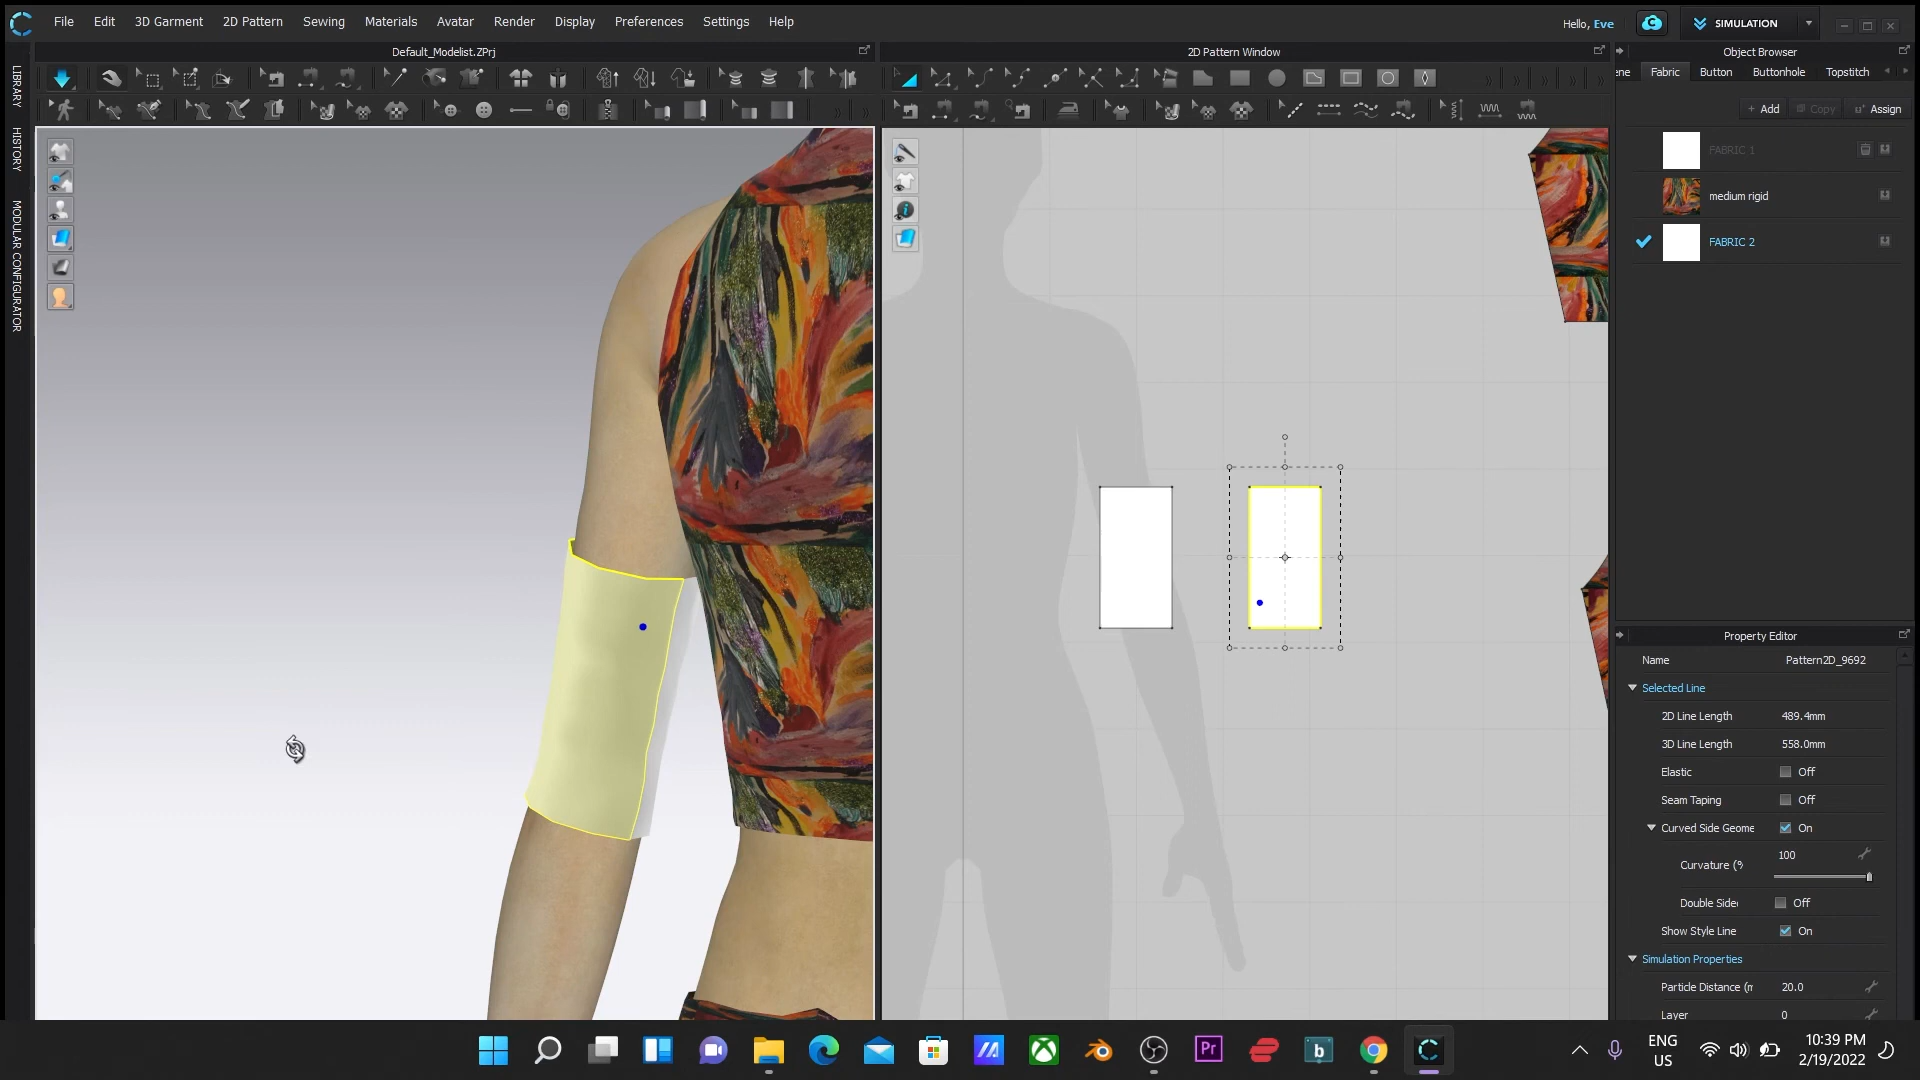 File Edit 3D Garment 2D Pattern Sewing Materials Avatar Render Display Preferences Settings Help
Hello, Eve
SIMULATION
Default_Modelist.ZPrj
2D Pattern Window
Object Browser
ene Fabric Button Buttonhole Topstitch
+ Add Copy Assign
FABRIC 1
medium rigid
FABRIC 2
LIBRARY
HISTORY
MODULAR CONFIGURATOR
Property Editor
Name Pattern2D_9692
Selected Line
2D Line Length 489.4mm
3D Line Length 558.0mm
Elastic Off
Seam Taping Off
Curved Side Geome On
Curvature (% 100
Double Side Off
Show Style Line On
Simulation Properties
Particle Distance (m 20.0
Layer 0
Pr
b
ENG
US
10:39 PM
2/19/2022